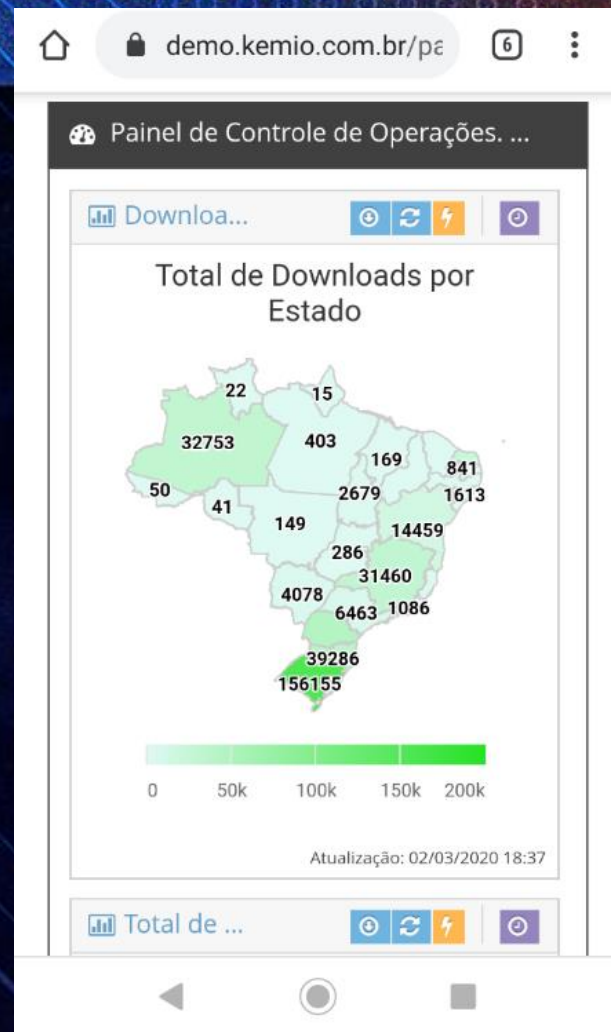 demo.kemio.com.br/pa
6
Painel de Controle de Operações. ...
Downloa...
Total de Downloads por
Estado
22
15
32753
403
169
841
50
41
2679
1613
149
14459
286
31460
4078
6463
1086
39286
156155
0 50k 100k 150k 200k
Atualização: 02/03/2020 18:37
Total de ...